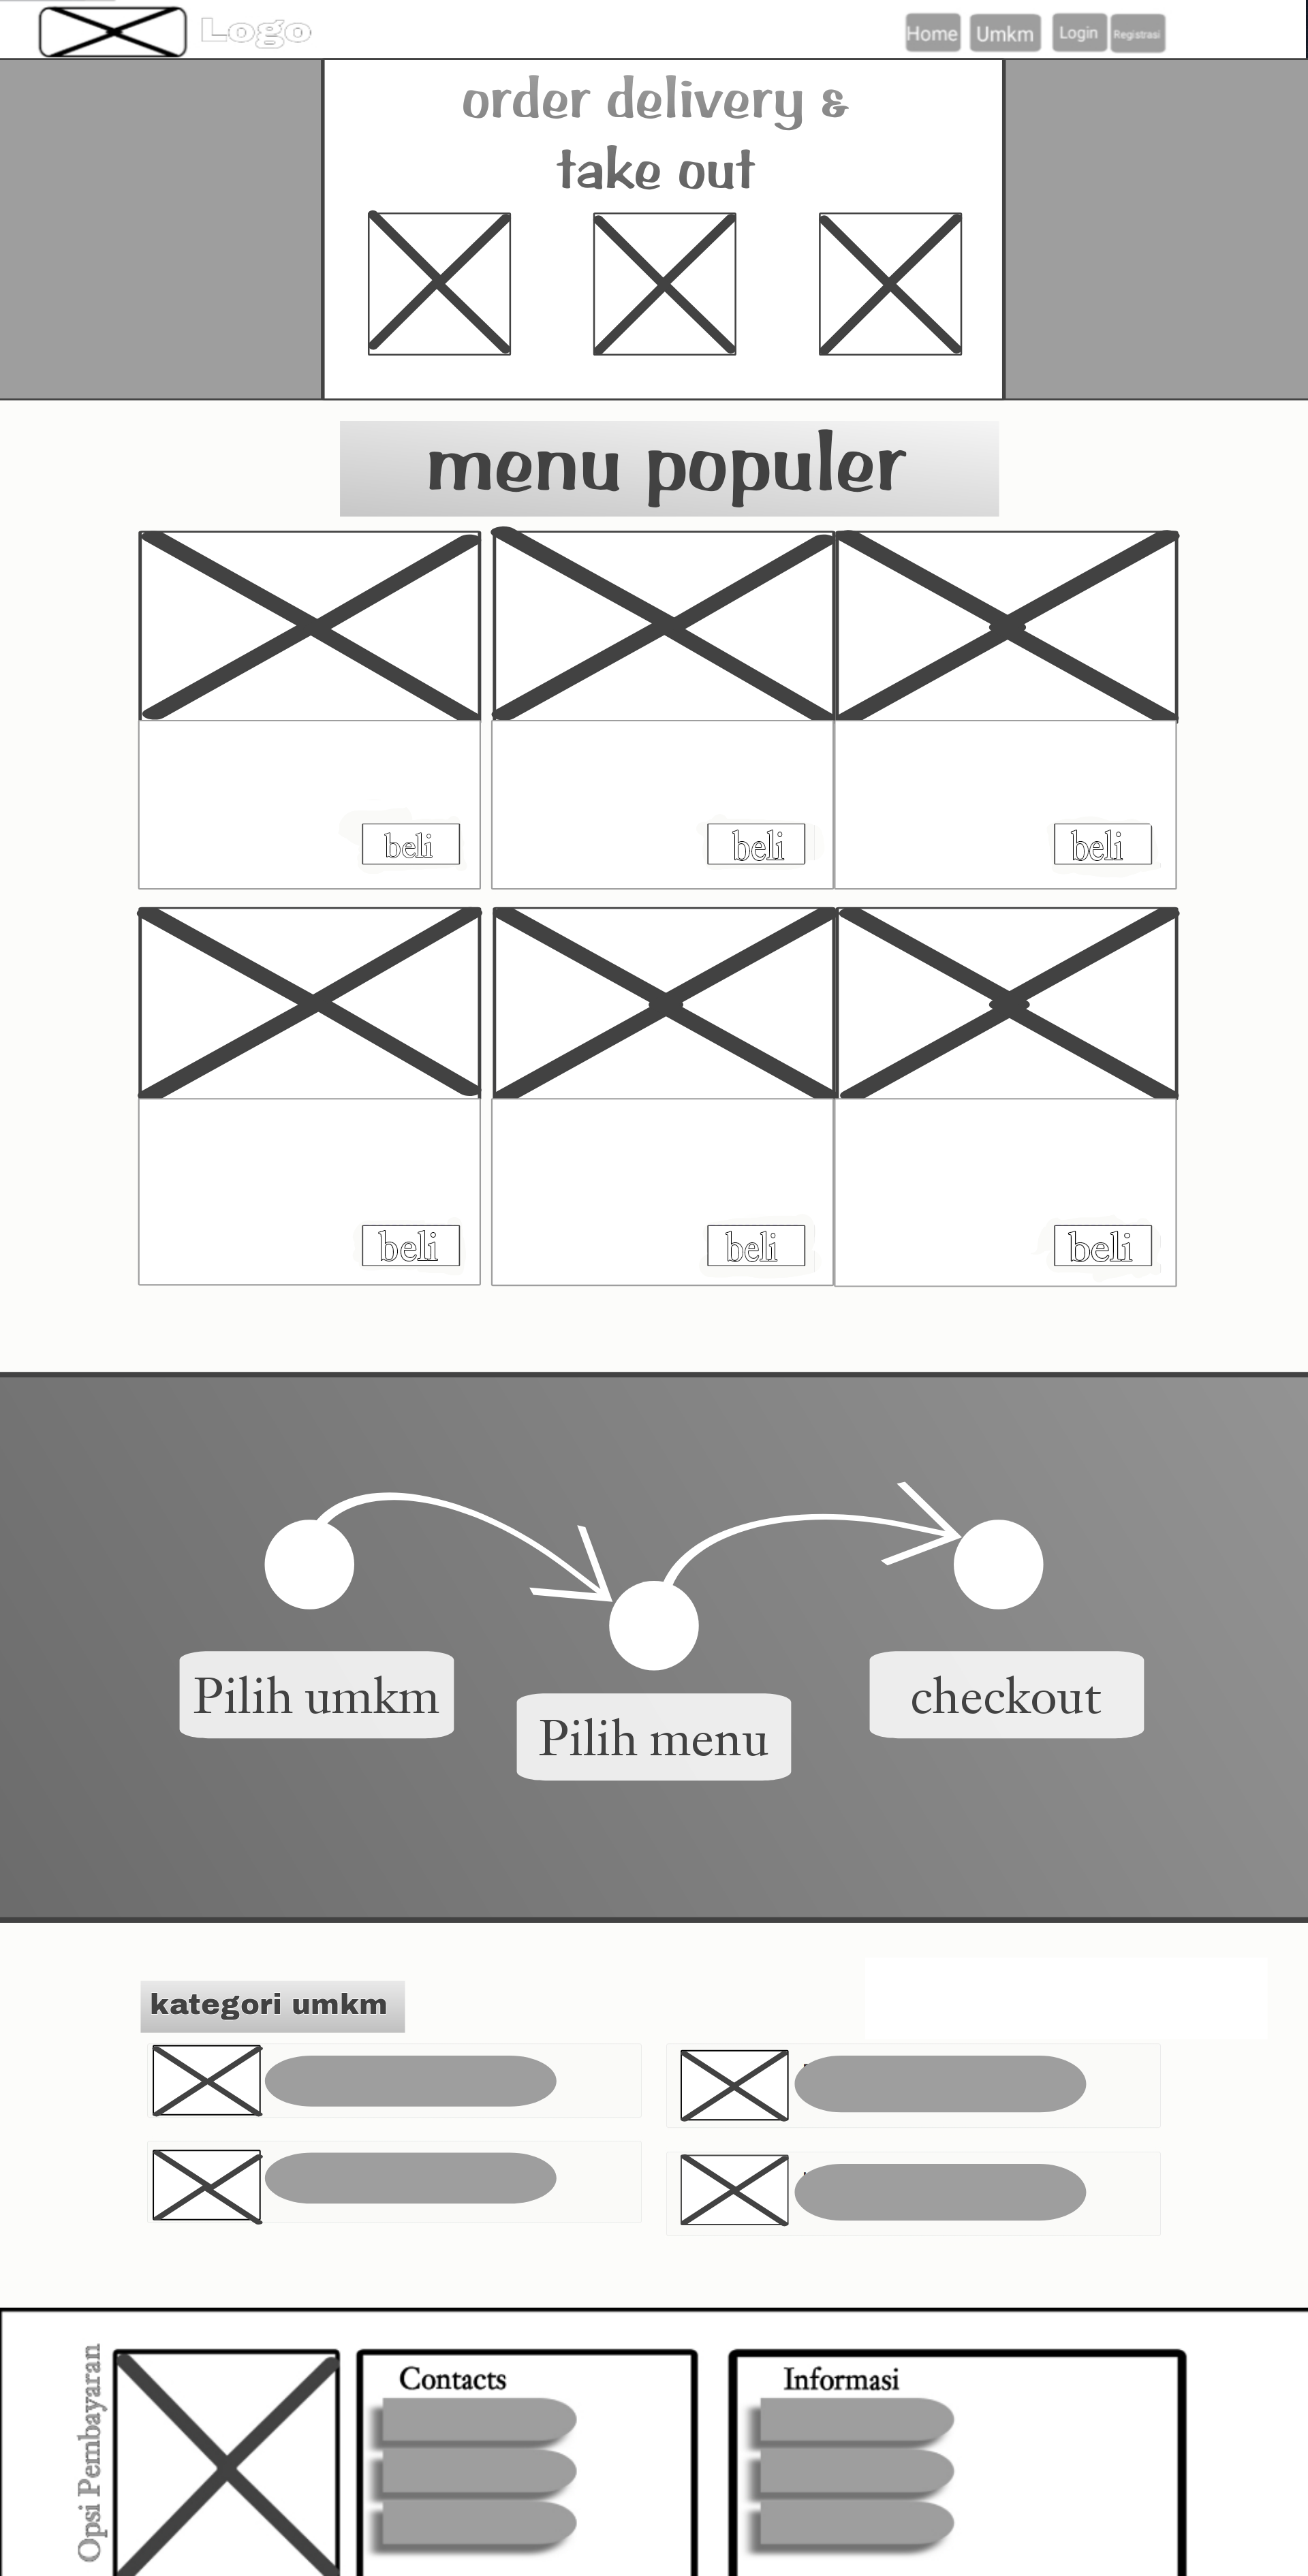 Logo
Home Umkm Login Registrasi
order delivery &
take out
menu populer
beli beli beli
beli beli beli
Pilih umkm
Pilih menu
checkout
kategori umkm
Opsi Pembayaran
Contacts
Informasi